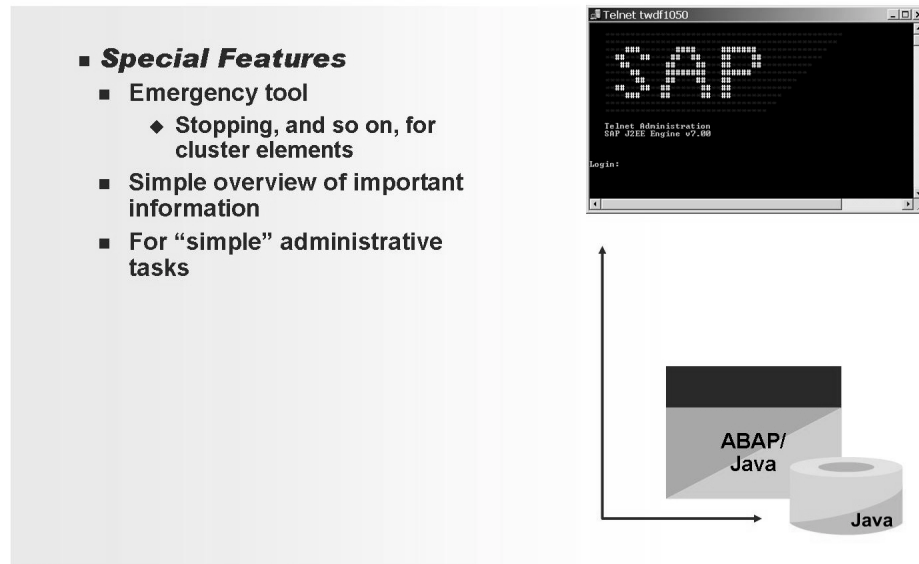 Special Features
Emergency tool
Stopping, and so on, for
cluster elements
Simple overview of important
information
For “simple” administrative
tasks
Telnet twdf1050
SAP
Telnet Administration
SAP J2EE Engine v7.00
Login:
ABAP/
Java
Java